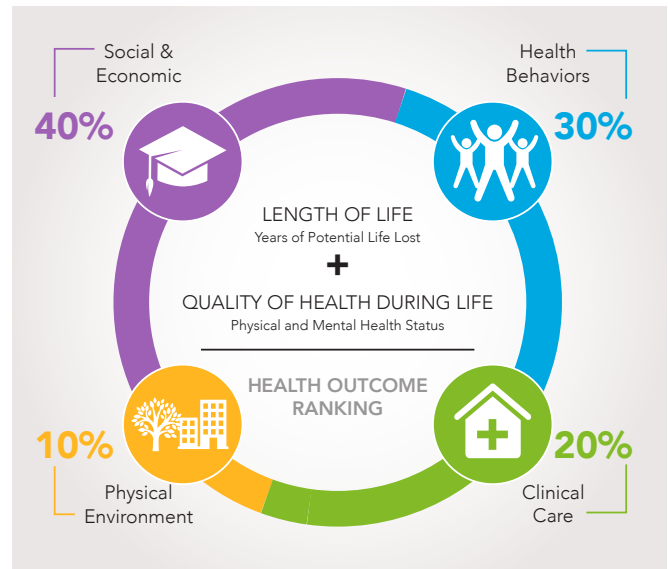 Social &
Economic
40%
Health
Behaviors
30%
LENGTH OF LIFE
Years of Potential Life Lost
+
QUALITY OF HEALTH DURING LIFE
Physical and Mental Health Status
HEALTH OUTCOME
RANKING
10%
Physical
Environment
20%
Clinical
Care